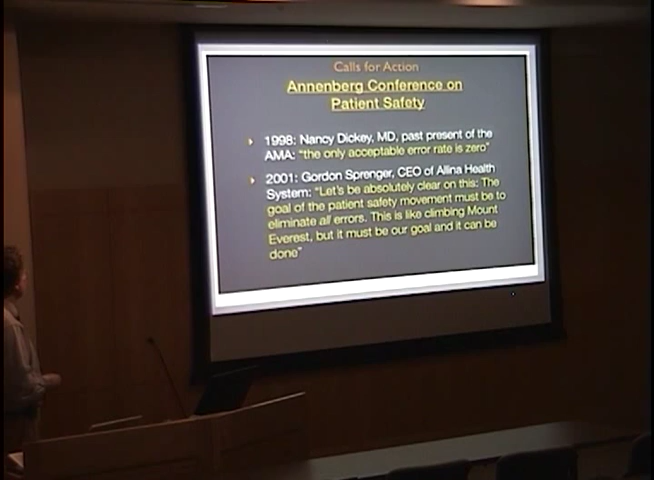 Calls for Action
Annenberg Conference on
Patient Safety
1998: Nancy Dickey, MD, past present of the
AMA: "the only acceptable error rate is zero"
2001: Gordon Sprenger, CEO of Allina Health
System: "Let's be absolutely clear on this: The
goal of the patient safety movement must be to
eliminate all errors. This is like climbing Mount
Everest, but it must be our goal and it can be
done"